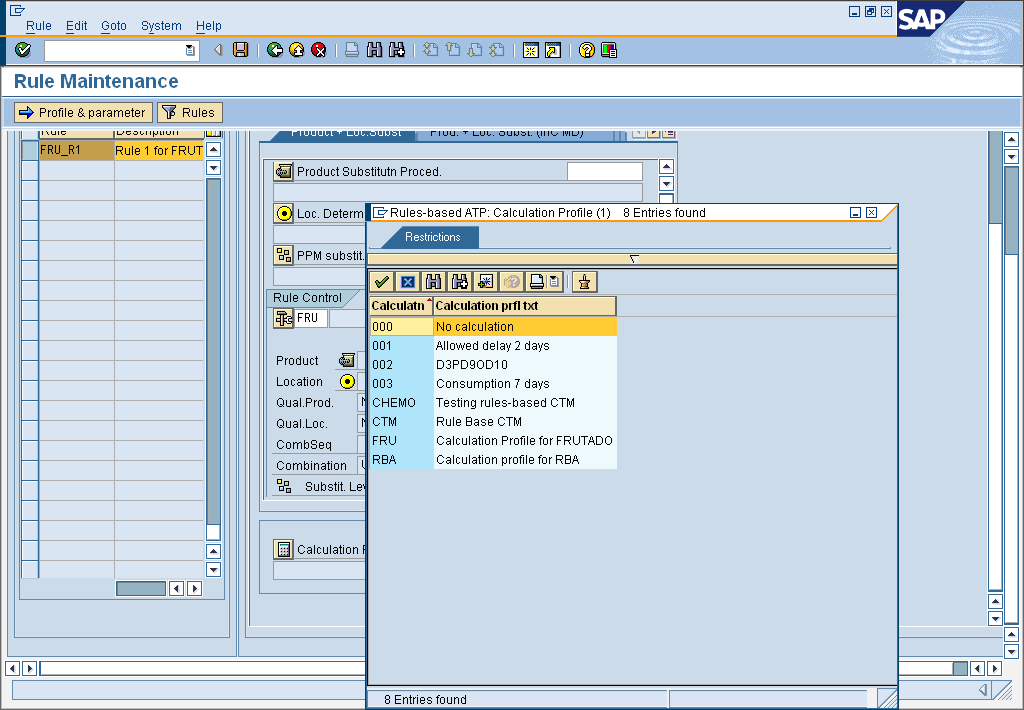 Rule Edit Goto System Help
SAP
Rule Maintenance
Profile & parameter Rules
Rule Description
FRU_R1 Rule 1 for FRUT
Product + Loc.Subst Prod. + Loc. Subst. (INC MD)
Product Substitutn Proced.
Loc. Determ
PPM substit.
Rule Control
FRU
Product
Location
Qual.Prod.
Qual.Loc.
CombSeq
Combination
Substit. Lev
Calculation
Rules-based ATP: Calculation Profile (1) 8 Entries found
Restrictions
Calculatn Calculation prfl txt
000 No calculation
001 Allowed delay 2 days
002 D3PD9OD10
003 Consumption 7 days
CHEMO Testing rules-based CTM
CTM Rule Base CTM
FRU Calculation Profile for FRUTADO
RBA Calculation profile for RBA
8 Entries found